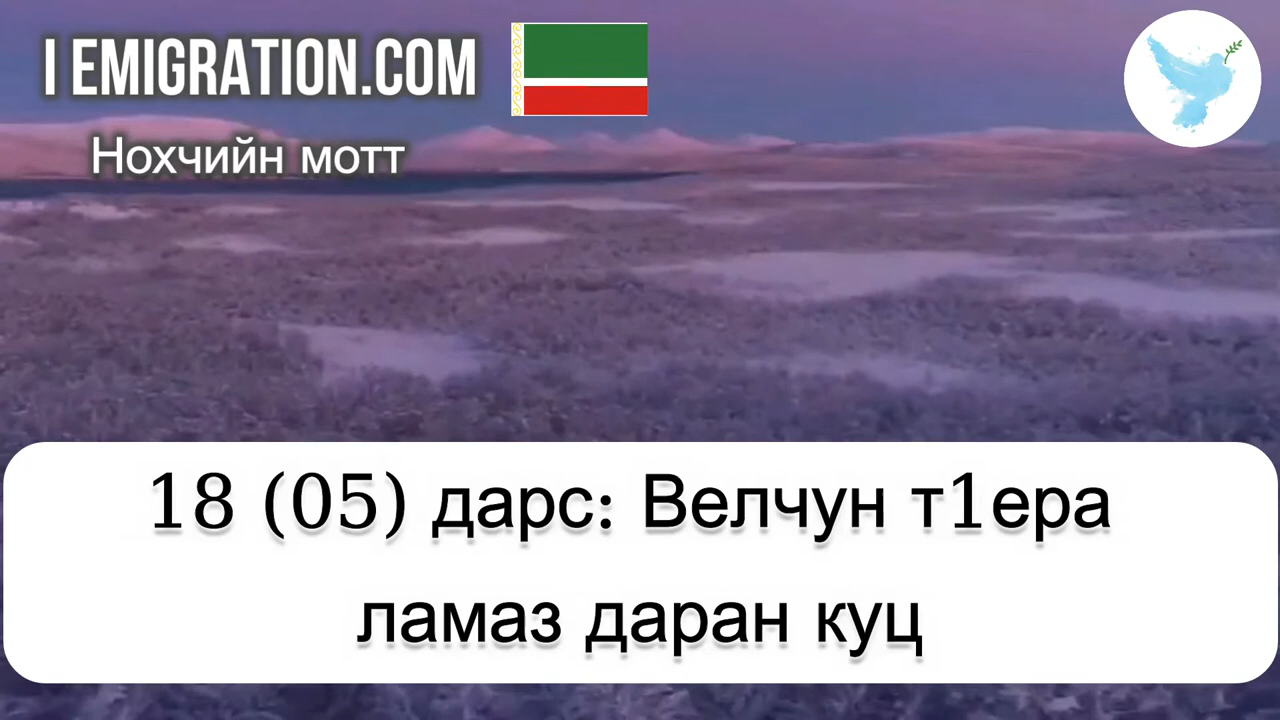 I EMIGRATION.COM
Нохчийн мотт
18 (05) дарс: Велчун т1ера
ламаз даран куц